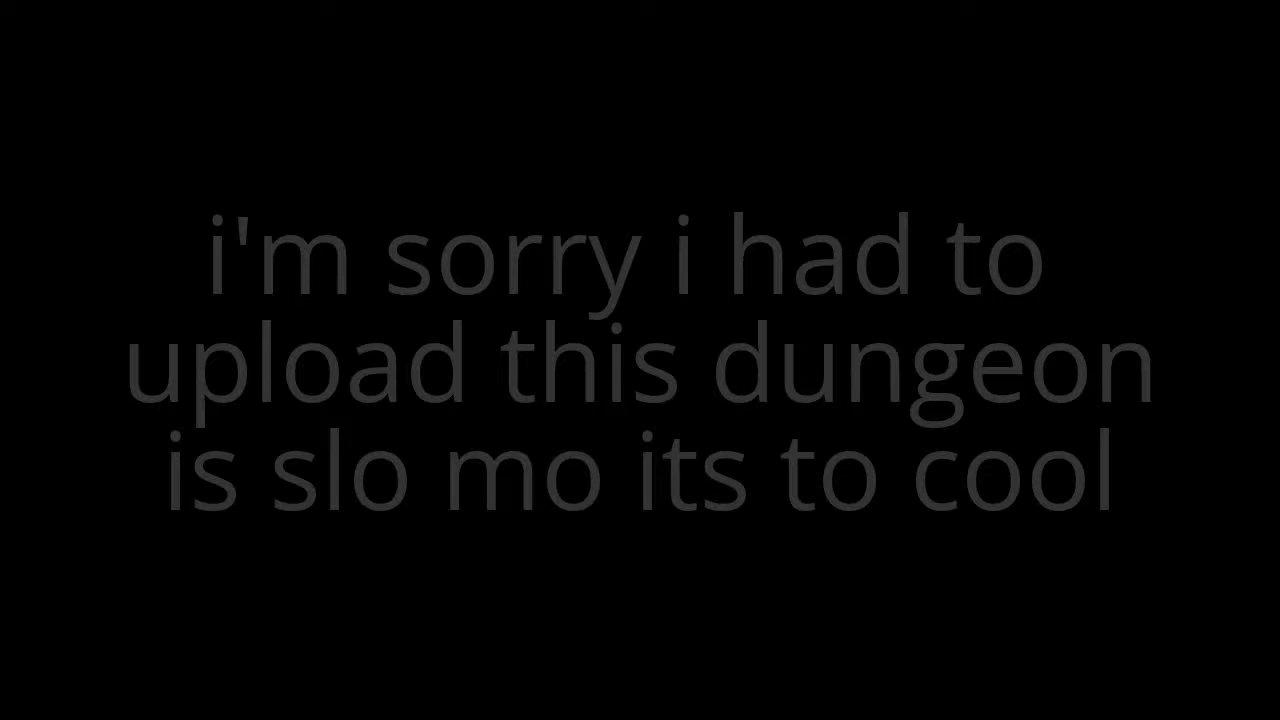 i'm sorry i had to
upload this dungeon
is slo mo its to cool